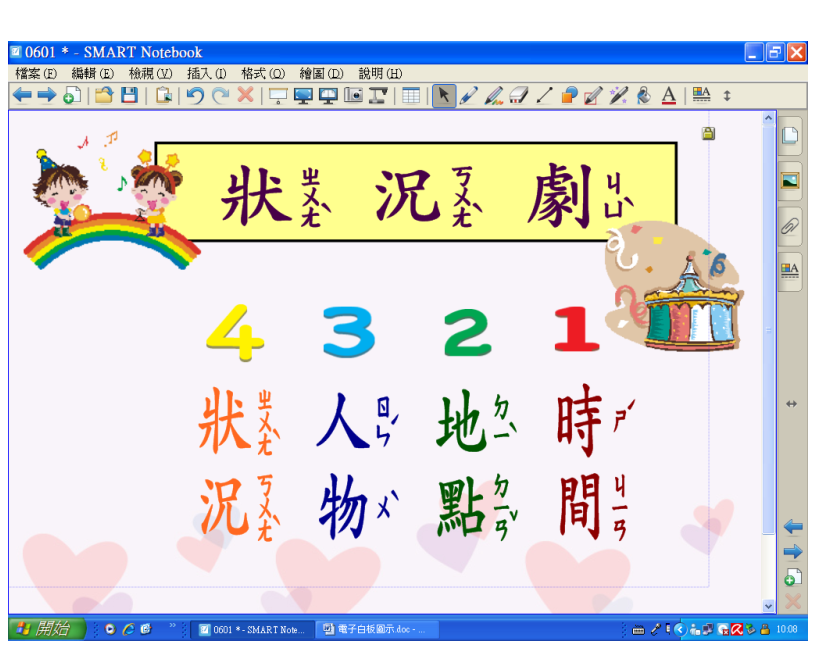 0601 * - SMART Notebook
檔案(F) 編輯(E) 檢視(V) 插入(I) 格式(O) 繪圖(D) 說明(H)
狀ㄓㄨㄤˋ 況ㄎㄨㄤˋ 劇ㄐㄩˋ
1
時ㄕˊ間ㄐㄧㄢ
2
地ㄉㄧˋ點ㄉㄧㄢˇ
3
人ㄖㄣˊ物ㄨˋ
4
狀ㄓㄨㄤˋ況ㄎㄨㄤˋ
開始 0601 * - SMART Note... 電子白板圖示.doc - ... 10:08